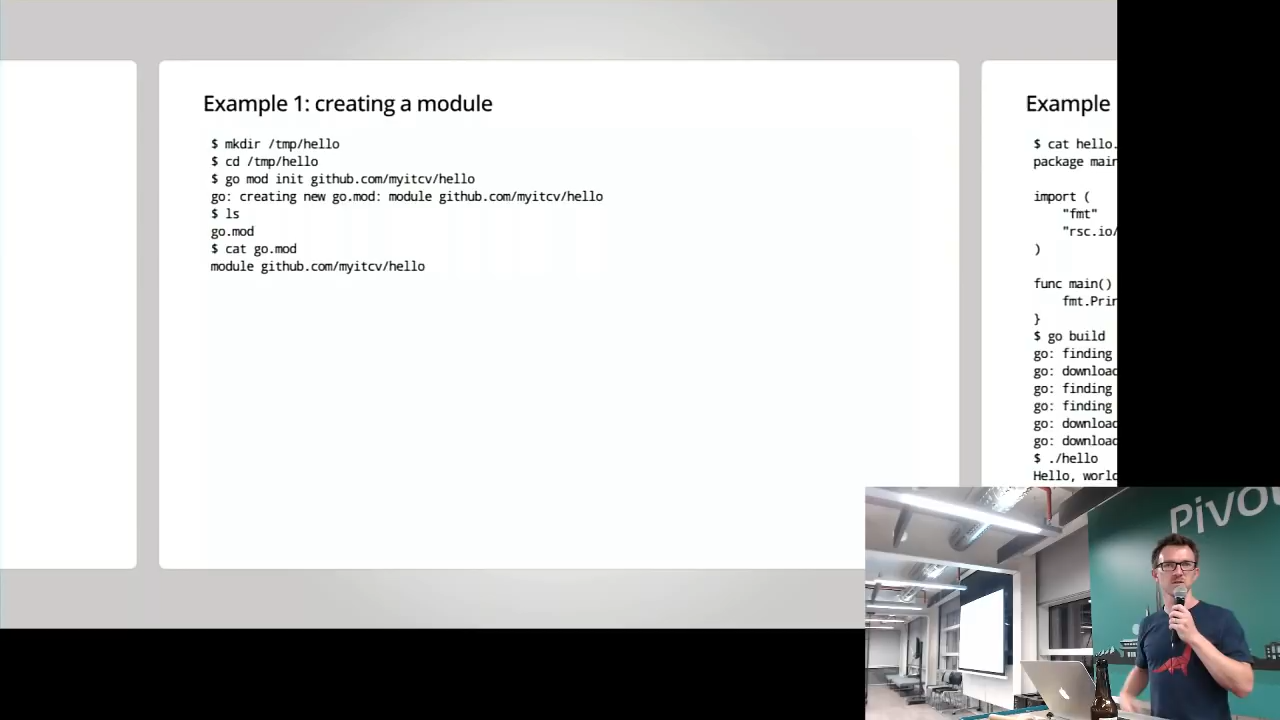 Example 1: creating a module
$ mkdir /tmp/hello
$ cd /tmp/hello
$ go mod init github.com/myitcv/hello
go: creating new go.mod: module github.com/myitcv/hello
$ ls
go.mod
$ cat go.mod
module github.com/myitcv/hello
Example
$ cat hello.
package main
import (
"fmt"
"rsc.io/
)
func main()
fmt.Prin
}
$ go build
go: finding
go: download
go: finding
go: finding
go: download
go: download
$ ./hello
Hello, worl
Pivo